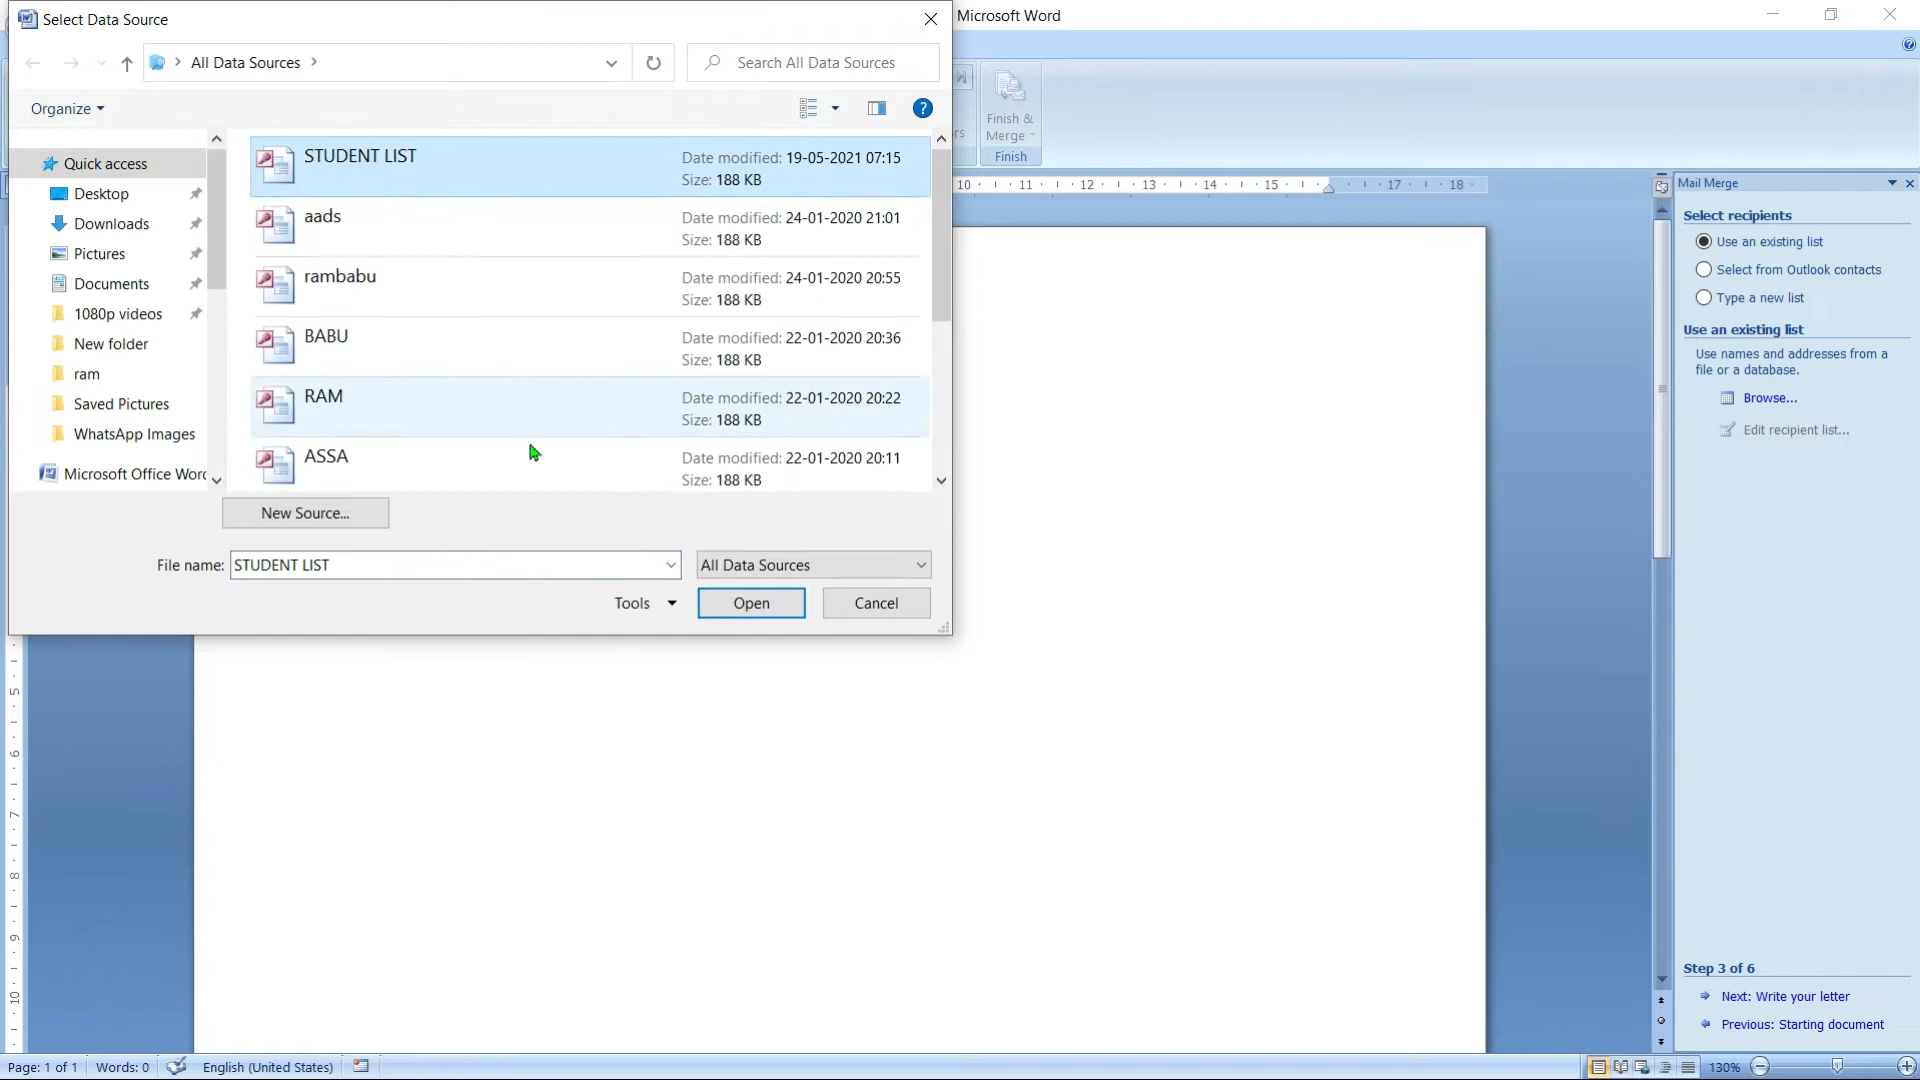 Select Data Source
Microsoft Word
All Data Sources
Search All Data Sources
Organize
Finish &
Merge
rs
Finish
Quick access
Desktop
Downloads
Pictures
Documents
1080p videos
New folder
ram
Saved Pictures
WhatsApp Images
Microsoft Office Word
STUDENT LIST
Date modified: 19-05-2021 07:15
Size: 188 KB
aads
Date modified: 24-01-2020 21:01
Size: 188 KB
rambabu
Date modified: 24-01-2020 20:55
Size: 188 KB
BABU
Date modified: 22-01-2020 20:36
Size: 188 KB
RAM
Date modified: 22-01-2020 20:22
Size: 188 KB
ASSA
Date modified: 22-01-2020 20:11
Size: 188 KB
New Source...
File name: STUDENT LIST
All Data Sources
Tools
Open
Cancel
10 11 12 13 14 15 17 18
5
6
7
8
9
10
Mail Merge
Select recipients
Use an existing list
Select from Outlook contacts
Type a new list
Use an existing list
Use names and addresses from a
file or a database.
Browse...
Edit recipient list...
Step 3 of 6
Next: Write your letter
Previous: Starting document
Page: 1 of 1 Words: 0 English (United States)
130%